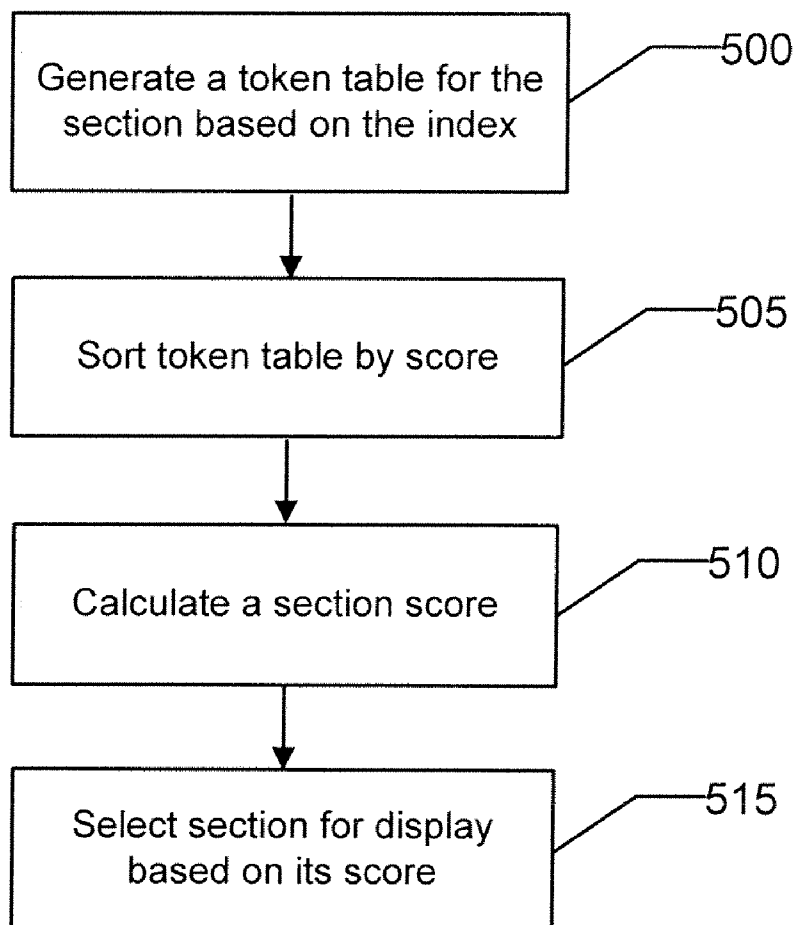 Generate a token table for the
section based on the index
500
Sort token table by score
505
Calculate a section score
510
Select section for display
based on its score
515